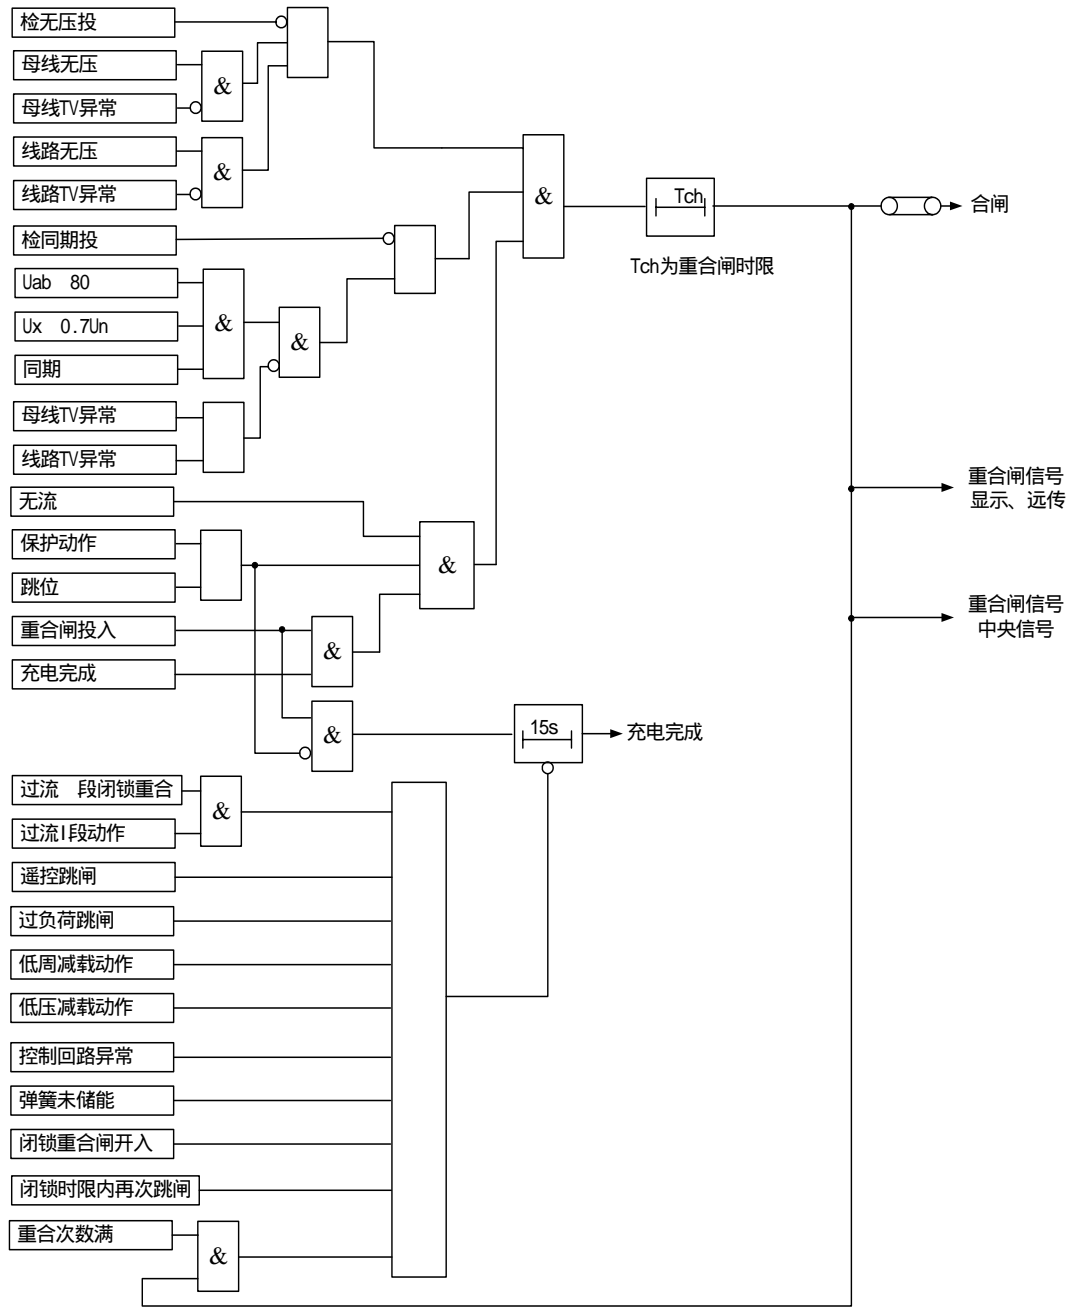 检无压投
母线无压
&
母线TV异常
线路无压
&
线路TV异常
&
Tch
合闸
检同期投
Tch为重合闸时限
Uab 80
Ux 0.7Un
&
&
同期
母线TV异常
线路TV异常
重合闸信号
显示、远传
无流
保护动作
&
跳位
重合闸信号
中央信号
重合闸投入
&
充电完成
&
15s
充电完成
过流 段闭锁重合
&
过流I段动作
遥控跳闸
过负荷跳闸
低周减载动作
低压减载动作
控制回路异常
弹簧未储能
闭锁重合闸开入
闭锁时限内再次跳闸
重合次数满
&